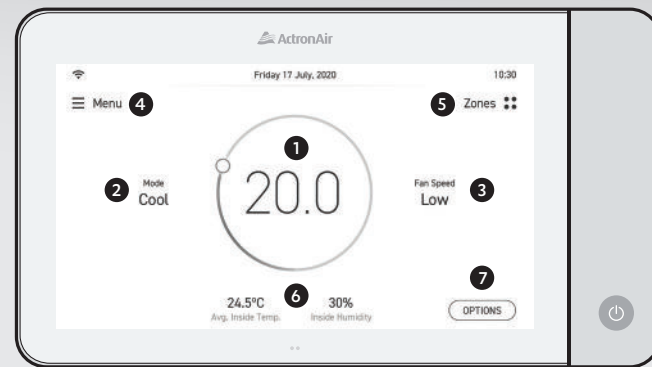 ActronAir
Friday 17 July, 2020
10:30
Menu
4
5
Zones
1
2
Mode
Cool
20.0
Fan Speed
Low
3
6
7
24.5ºC
Avg. Inside Temp.
30%
Inside Humidity
OPTIONS